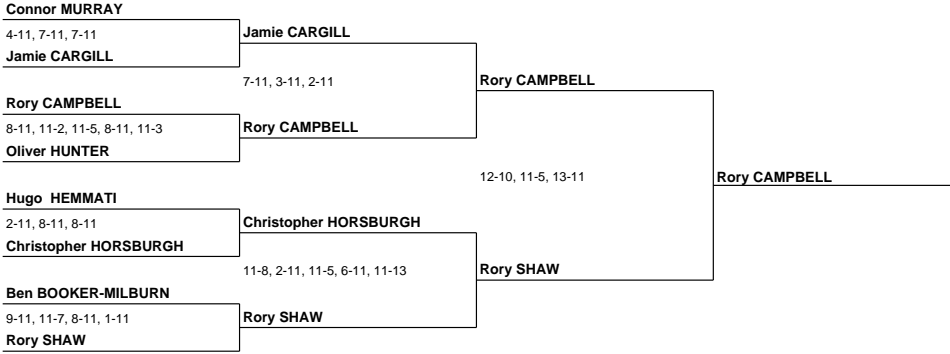 Connor MURRAY
4-11, 7-11, 7-11
Jamie CARGILL
Jamie CARGILL
7-11, 3-11, 2-11
Rory CAMPBELL
Rory CAMPBELL
8-11, 11-2, 11-5, 8-11, 11-3
Oliver HUNTER
Rory CAMPBELL
12-10, 11-5, 13-11
Rory CAMPBELL
Hugo HEMMATI
2-11, 8-11, 8-11
Christopher HORSBURGH
Christopher HORSBURGH
11-8, 2-11, 11-5, 6-11, 11-13
Rory SHAW
Ben BOOKER-MILBURN
9-11, 11-7, 8-11, 1-11
Rory SHAW
Rory SHAW